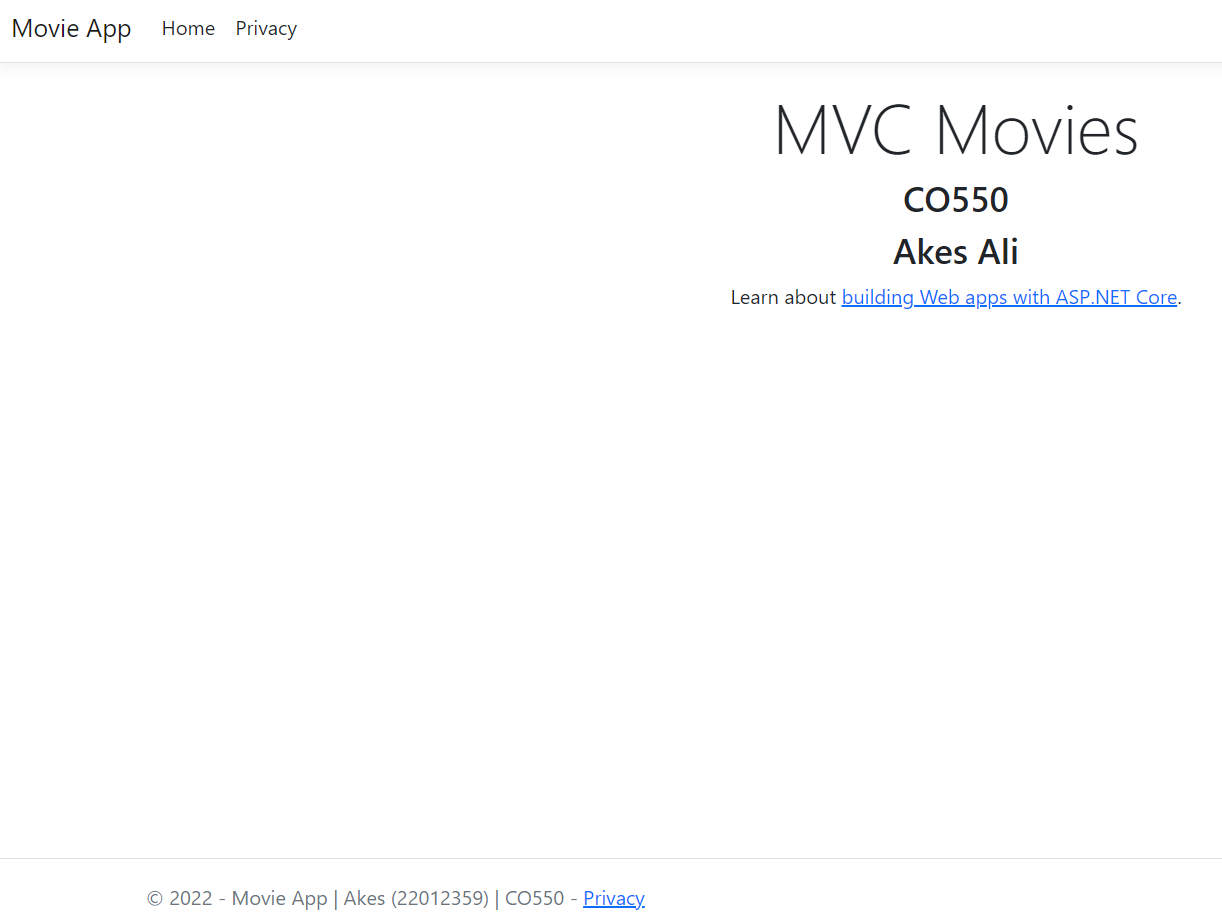 Movie App Home Privacy
MVC Movies
CO550
Akes Ali
Learn about building Web apps with ASP.NET Core.
© 2022 - Movie App | Akes (22012359) | CO550 - Privacy